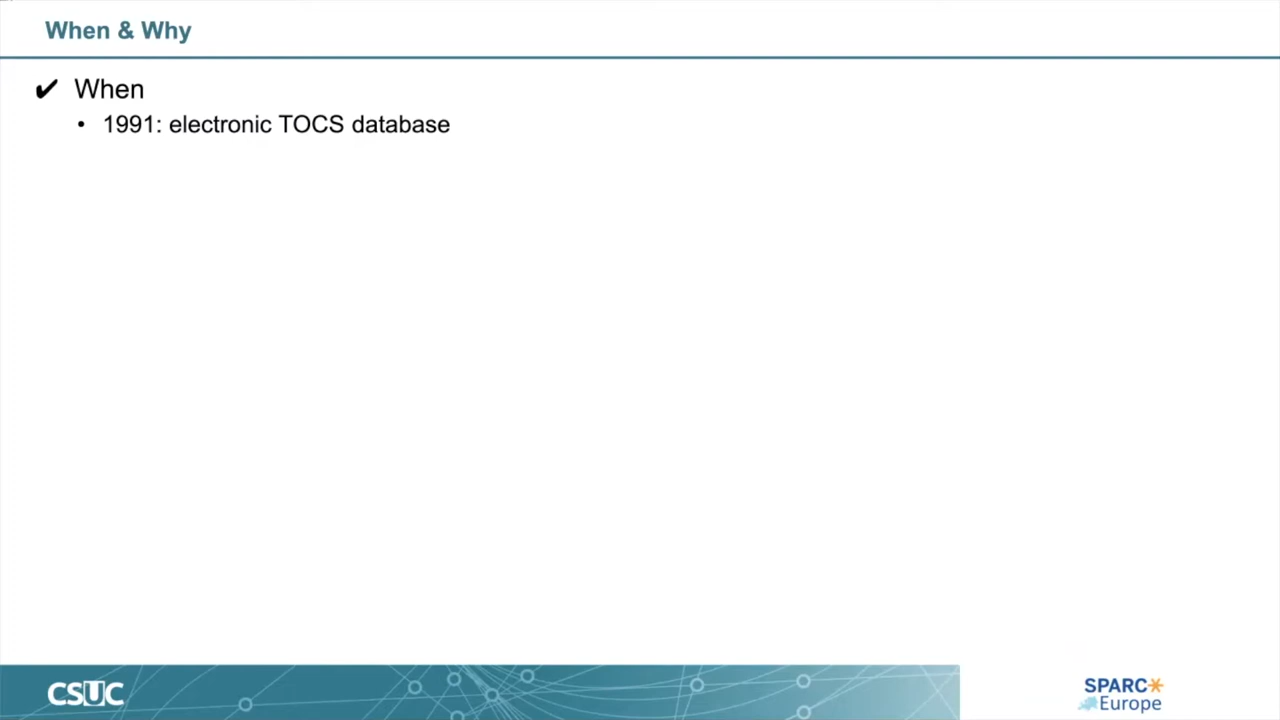 When & Why
✔ When
• 1991: electronic TOCS database
CSUC
SPARC*
Europe